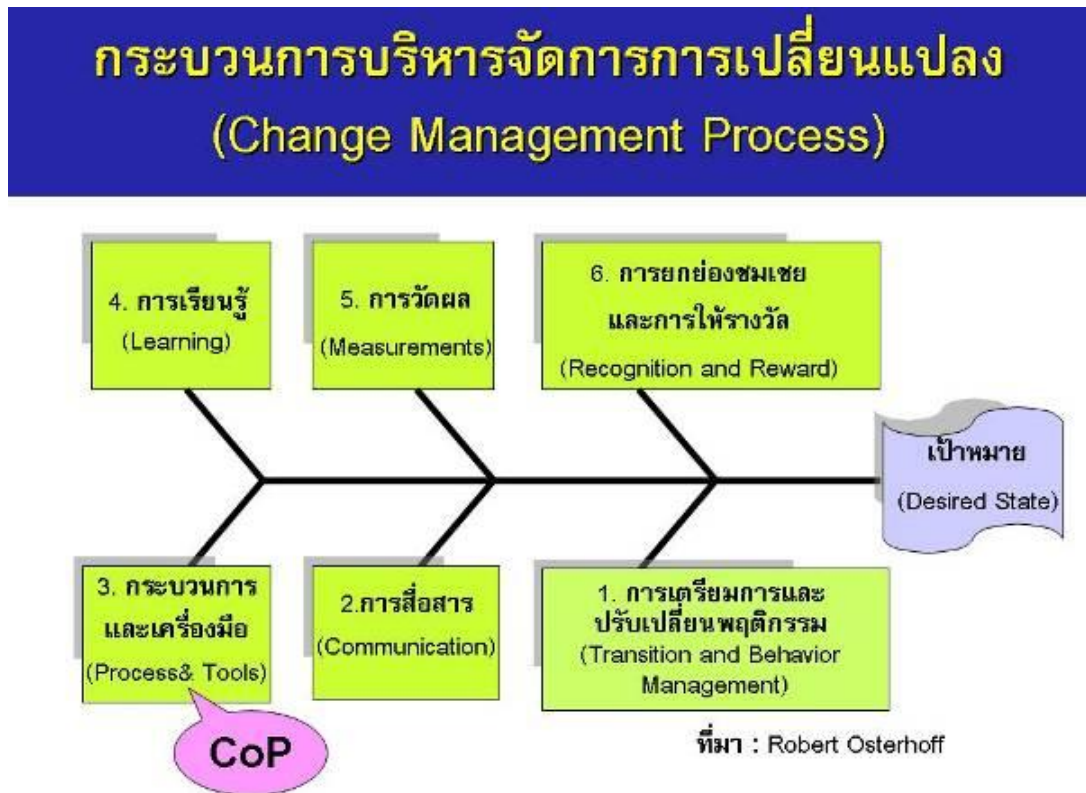 กระบวนการบริหารจัดการการเปลี่ยนแปลง
(Change Management Process)
4. การเรียนรู้
(Learning)
5. การวัดผล
(Measurements)
6. การยกย่องชมเชย
และการให้รางวัล
(Recognition and Reward)
เป้าหมาย
(Desired State)
3. กระบวนการ
และเครื่องมือ
(Process& Tools)
2.การสื่อสาร
(Communication)
1. การเตรียมการและ
ปรับเปลี่ยนพฤติกรรม
(Transition and Behavior
Management)
CoP
ที่มา : Robert Osterhoff